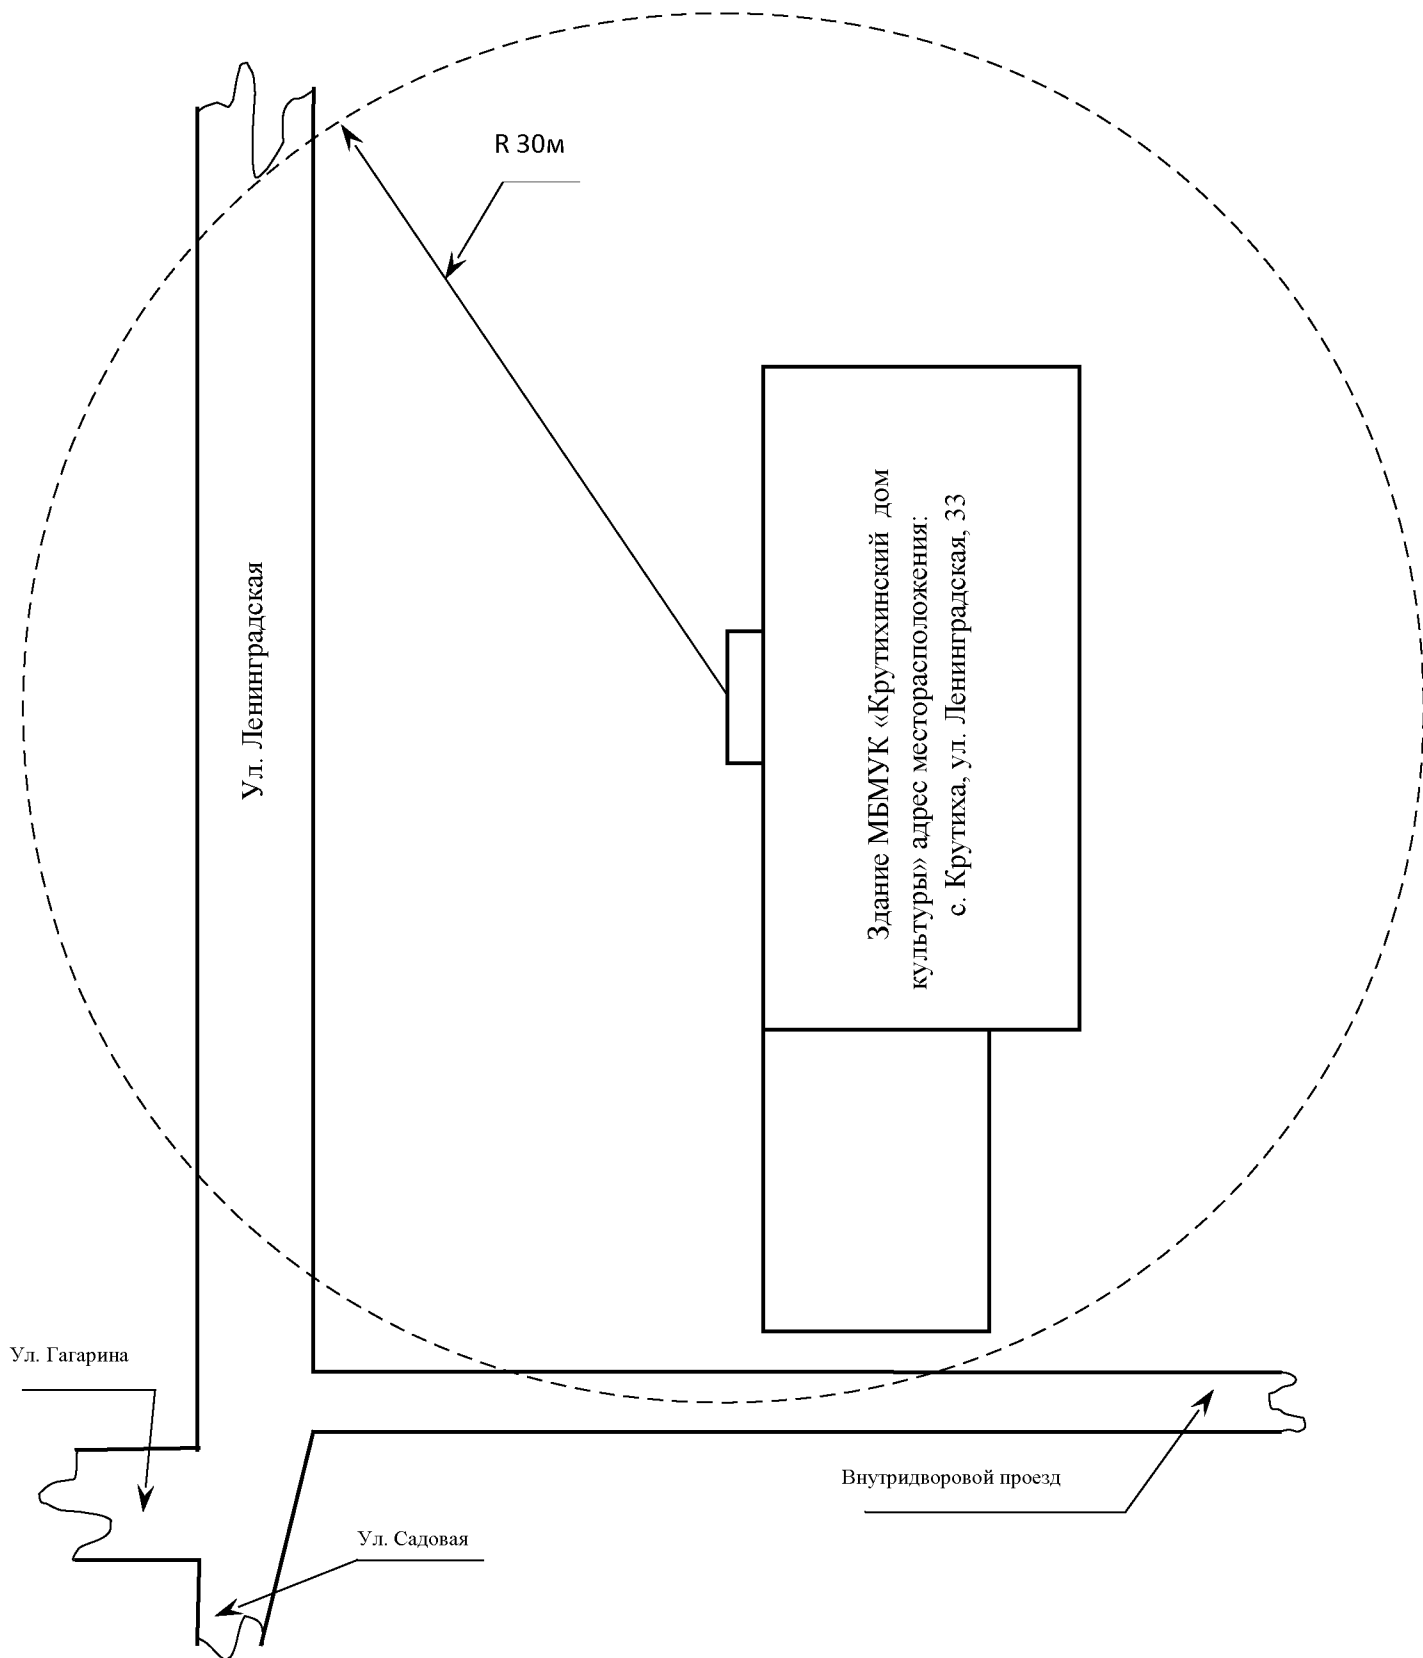 R 30м
Ул. Ленинградская
Здание МБМУК «Крутихинский дом
культуры» адрес месторасположения:
с. Крутиха, ул. Ленинградская, 33
Ул. Гагарина
Внутридворовой проезд
Ул. Садовая